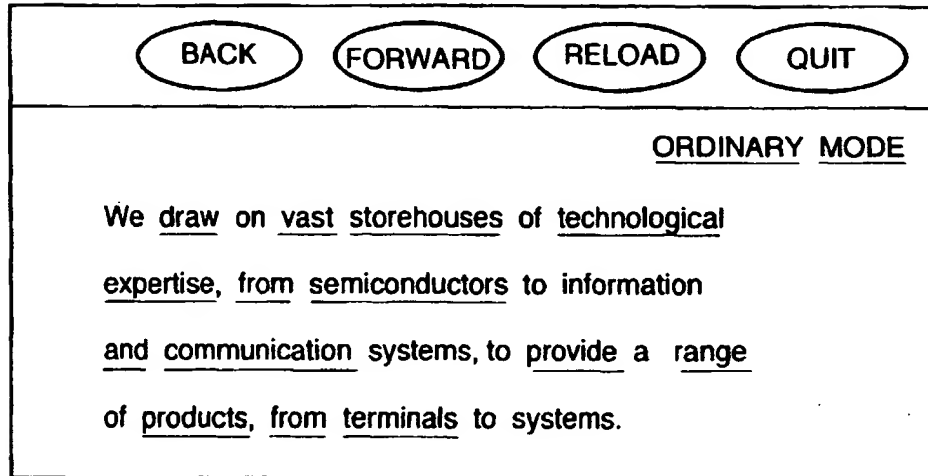 BACK FORWARD RELOAD QUIT
ORDINARY MODE
We draw on vast storehouses of technological
expertise, from semiconductors to information
and communication systems, to provide a range
of products, from terminals to systems.